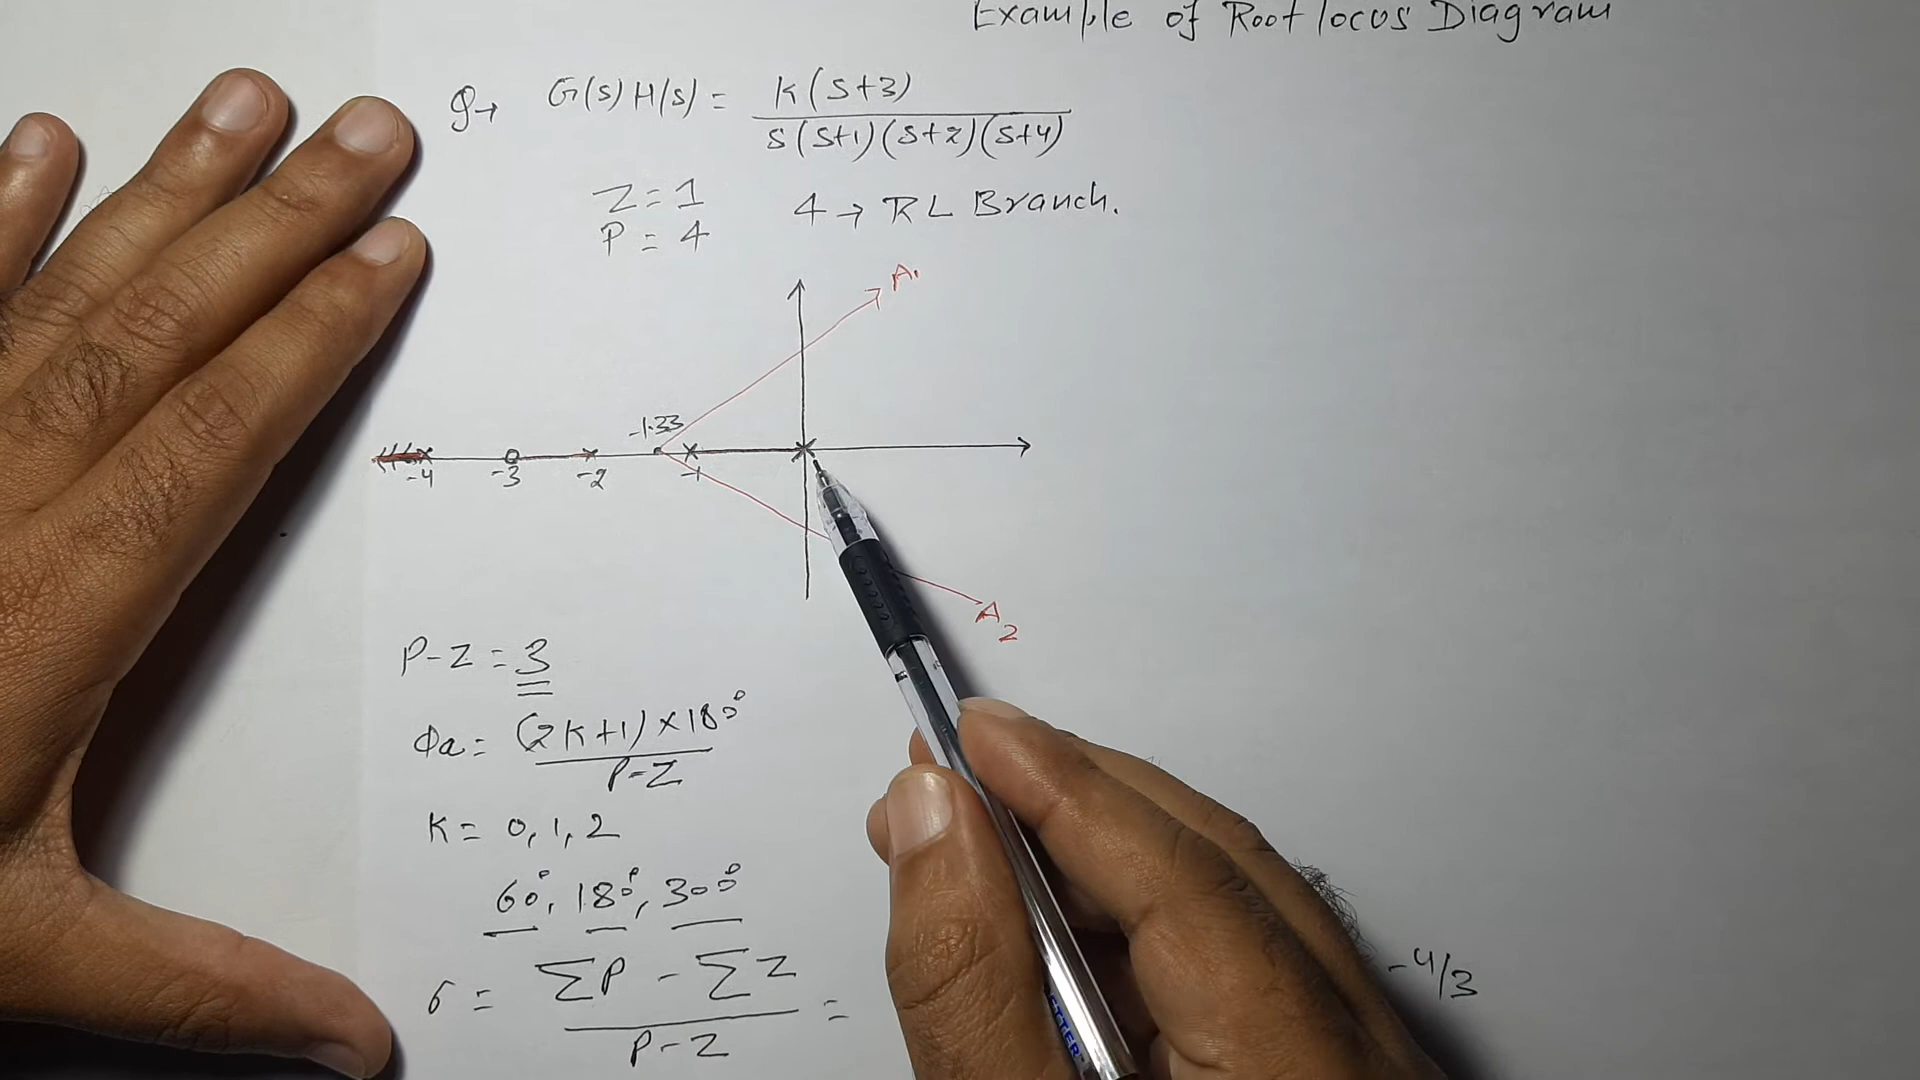 Example of Root locus Diagram
Q→ G(s)H(s) = K(s+3)
s(s+1)(s+2)(s+4)
Z = 1
P = 4
4 → RL Branch.
A1
-1.33
-4 -3 -2 -1
A2
P-Z = 3
Φa = (2K+1)×180°
P-Z
K = 0, 1, 2
60°, 180°, 300°
σ = ΣP - ΣZ =
P-Z
-4/3